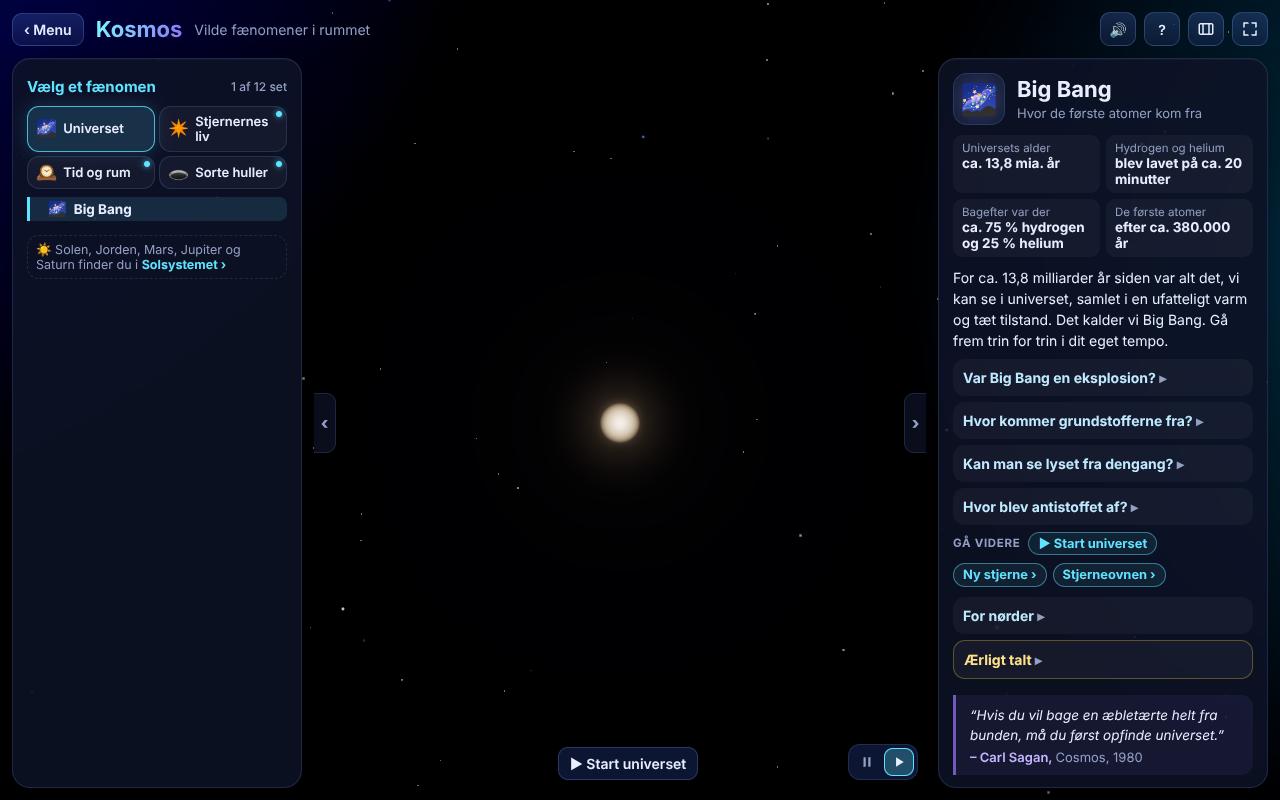 ‹ Menu
Kosmos
Vilde fænomener i rummet
?
Vælg et fænomen
1 af 12 set
Universet
Stjernernes
liv
Tid og rum
Sorte huller
Big Bang
Solen, Jorden, Mars, Jupiter og
Saturn finder du i Solsystemet ›
‹
›
▶ Start universet
Big Bang
Hvor de første atomer kom fra
Universets alder
ca. 13,8 mia. år
Hydrogen og helium
blev lavet på ca. 20
minutter
Bagefter var der
ca. 75 % hydrogen
og 25 % helium
De første atomer
efter ca. 380.000
år
For ca. 13,8 milliarder år siden var alt det, vi
kan se i universet, samlet i en ufatteligt varm
og tæt tilstand. Det kalder vi Big Bang. Gå
frem trin for trin i dit eget tempo.
Var Big Bang en eksplosion? ▸
Hvor kommer grundstofferne fra? ▸
Kan man se lyset fra dengang? ▸
Hvor blev antistoffet af? ▸
GÅ VIDERE
▶ Start universet
Ny stjerne ›
Stjerneovnen ›
For nørder ▸
Ærligt talt ▸
“Hvis du vil bage en æbletærte helt fra
bunden, må du først opfinde universet.”
– Carl Sagan, Cosmos, 1980